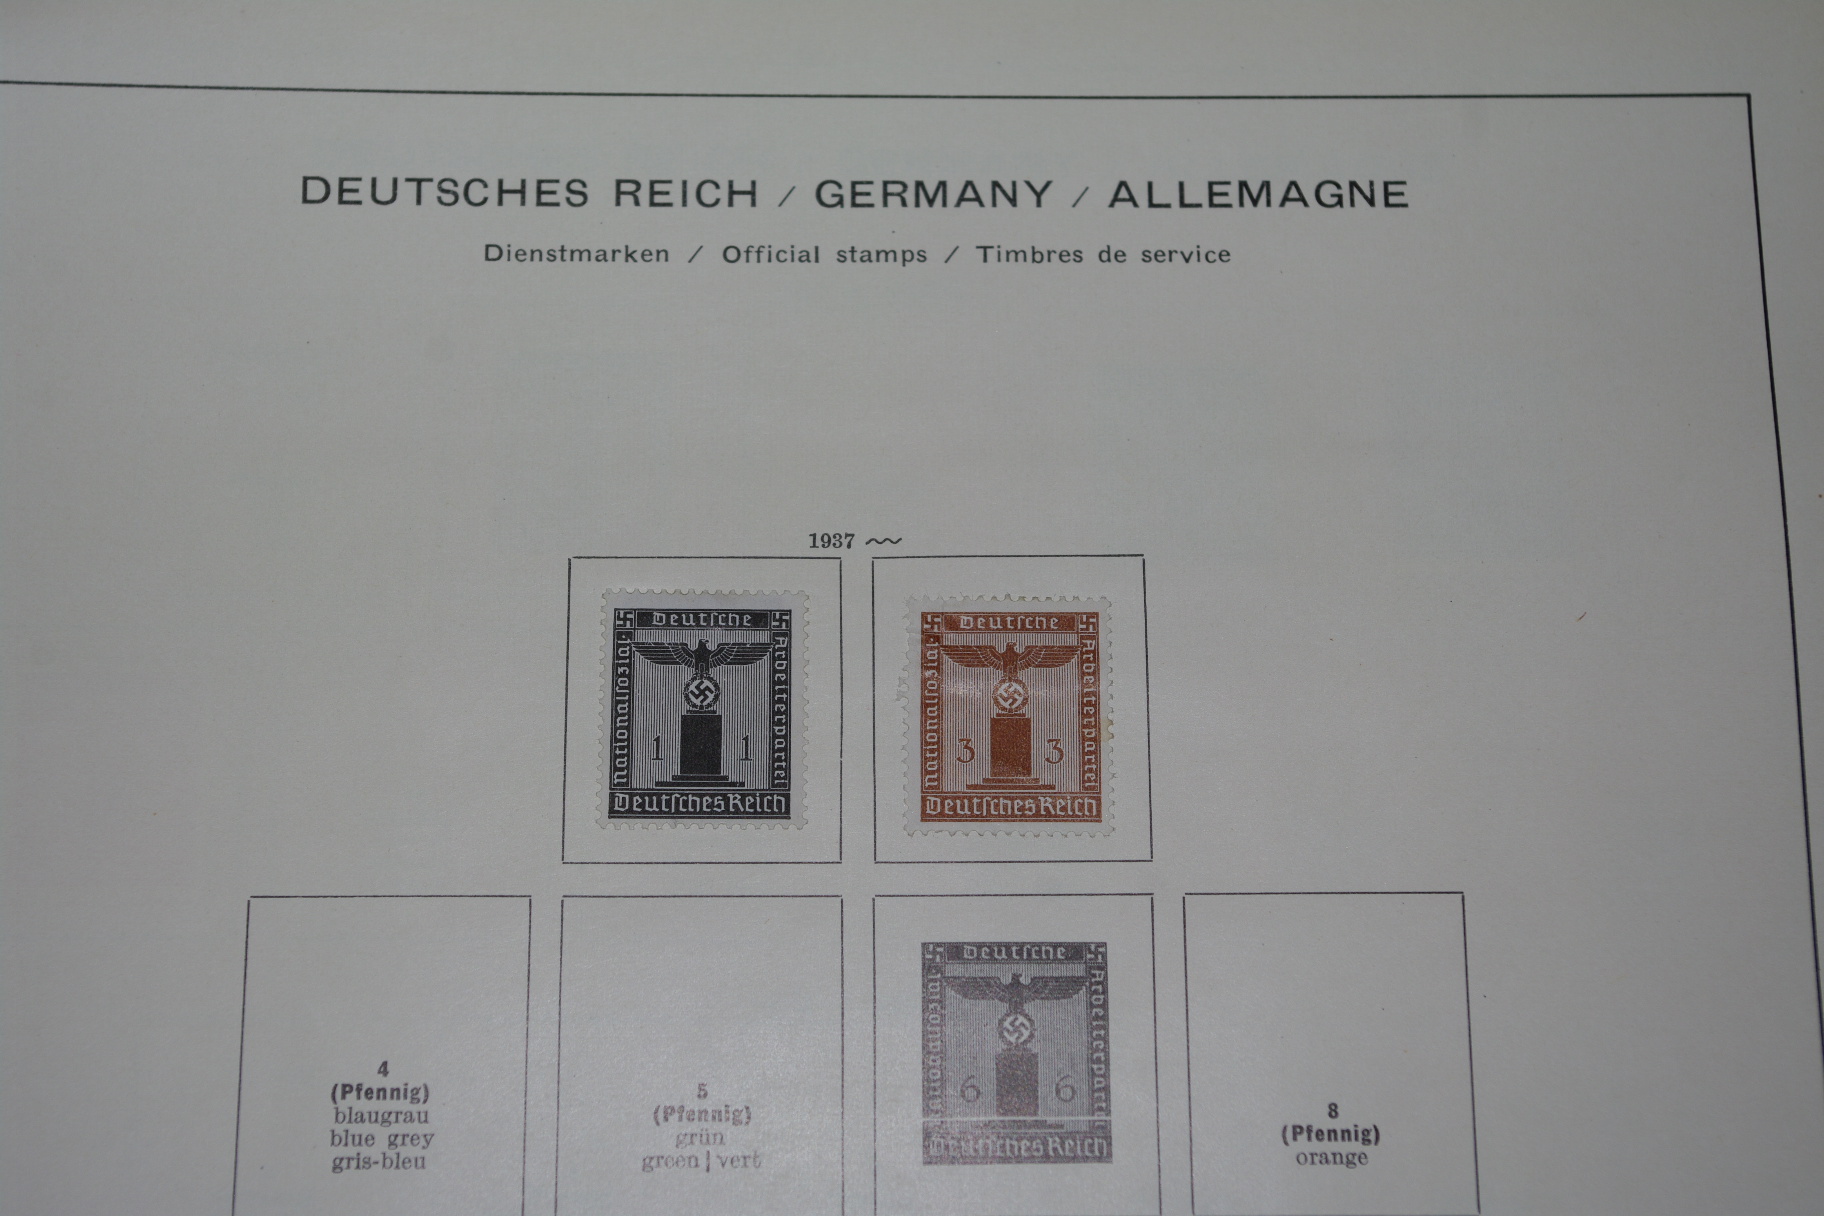 DEUTSCHES REICH / GERMANY / ALLEMAGNE
Dienstmarken / Official stamps / Timbres de service
1937
Deutſche
Nationalſozial.
Arbeiterpartei
1 1
Deutſches Reich
Deutſche
Nationalſozial.
Arbeiterpartei
3 3
Deutſches Reich
4
(Pfennig)
blaugrau
blue grey
gris-bleu
5
(Pfennig)
grün
green | vert
Deutſche
Nationalſozial.
Arbeiterpartei
6 6
Deutſches Reich
8
(Pfennig)
orange